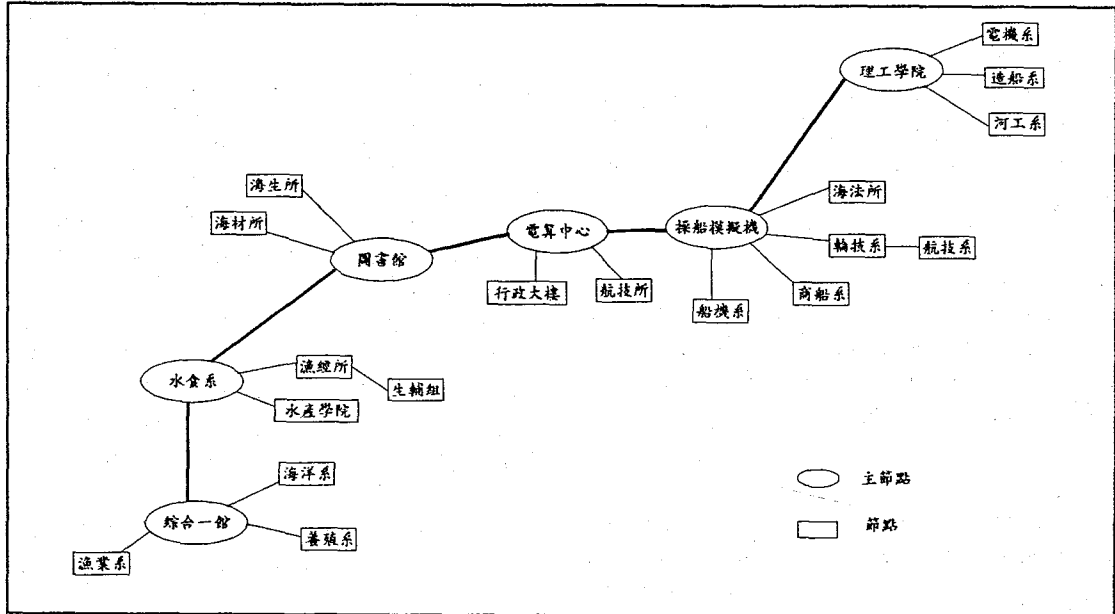 電機系
理工學院
造船系
河工系
海生所
海法所
海材所
電算中心
操船模擬機
輪技系
航技系
圖書館
行政大樓
航技所
船機系
商船系
漁經所
水食系
生輔組
水產學院
海洋系
主節點
綜合一館
養殖系
節點
漁業系